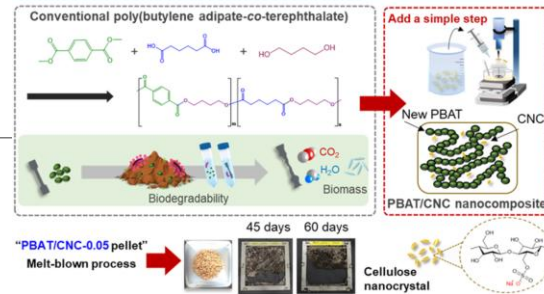 Conventional poly(butylene adipate-co-terephthalate)
Add a simple step
+
+
New PBAT
CNC
PBAT/CNC nanocomposite
Biodegradability
CO2
H2O
Biomass
"PBAT/CNC-0.05 pellet"
Melt-blown process
45 days
60 days
Cellulose
nanocrystal